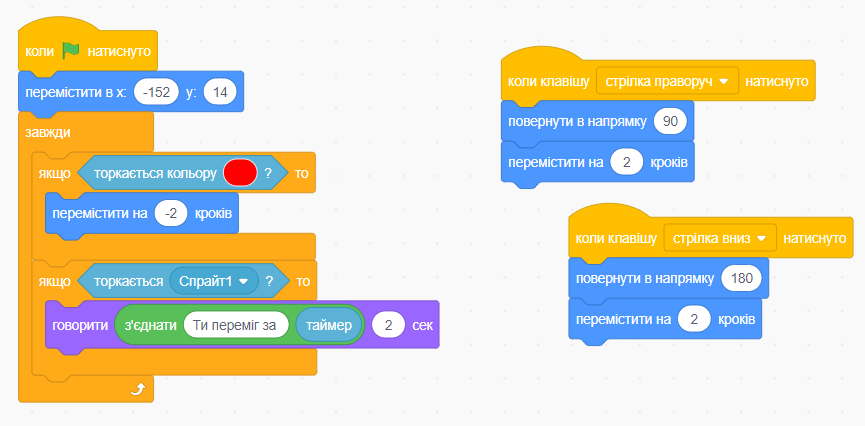 коли натиснуто
перемістити в x: -152 y: 14
завжди
якщо торкається кольору ? то
перемістити на -2 кроків
якщо торкається Спрайт1 ? то
говорити з'єднати Ти переміг за таймер 2 сек
коли клавішу стрілка праворуч натиснуто
повернути в напрямку 90
перемістити на 2 кроків
коли клавішу стрілка вниз натиснуто
повернути в напрямку 180
перемістити на 2 кроків